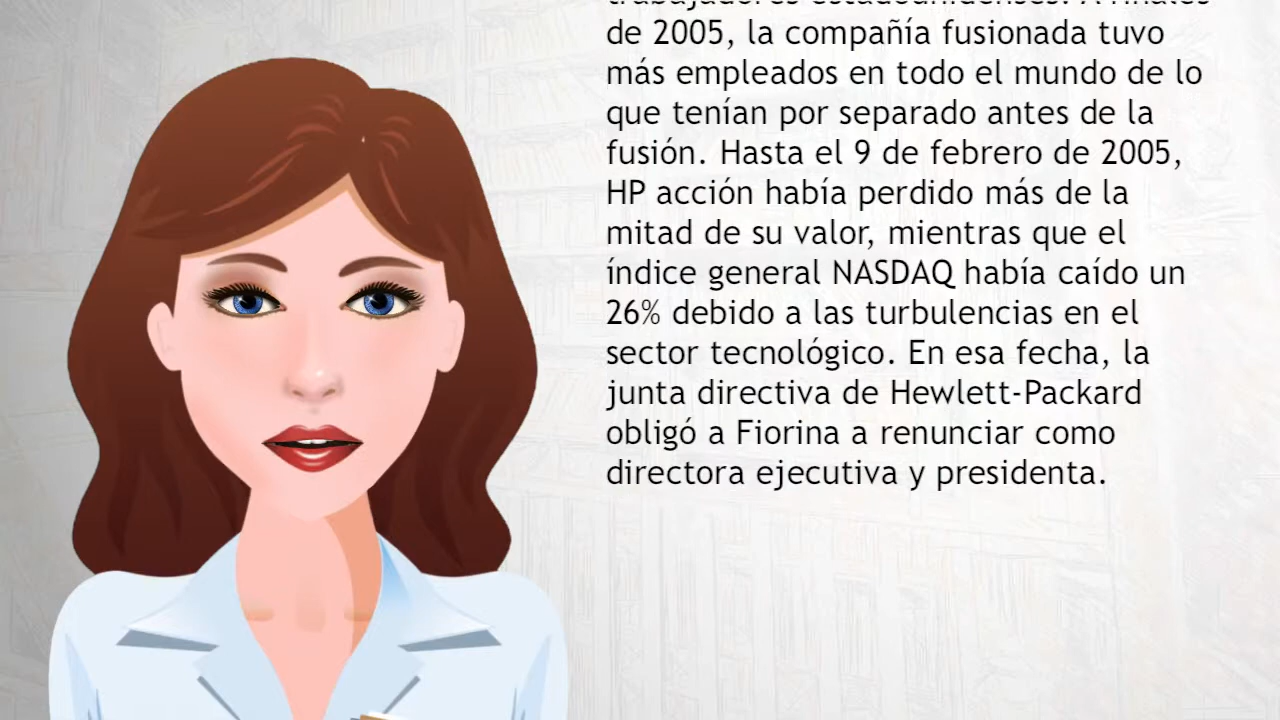 trabajadores estadounidenses. A finales
de 2005, la compañía fusionada tuvo
más empleados en todo el mundo de lo
que tenían por separado antes de la
fusión. Hasta el 9 de febrero de 2005,
HP acción había perdido más de la
mitad de su valor, mientras que el
índice general NASDAQ había caído un
26% debido a las turbulencias en el
sector tecnológico. En esa fecha, la
junta directiva de Hewlett-Packard
obligó a Fiorina a renunciar como
directora ejecutiva y presidenta.